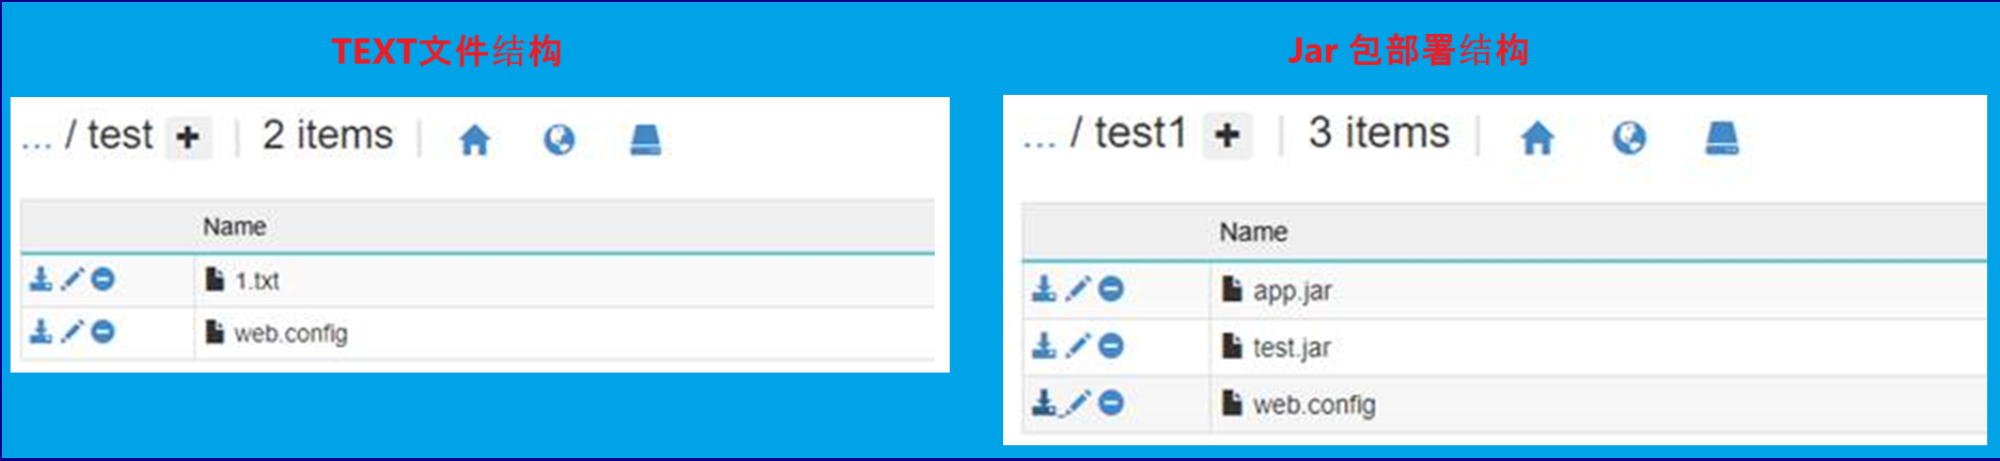 TEXT文件结构
... / test + | 2 items |
Name
1.txt
web.config
Jar 包部署结构
... / test1 + | 3 items |
Name
app.jar
test.jar
web.config